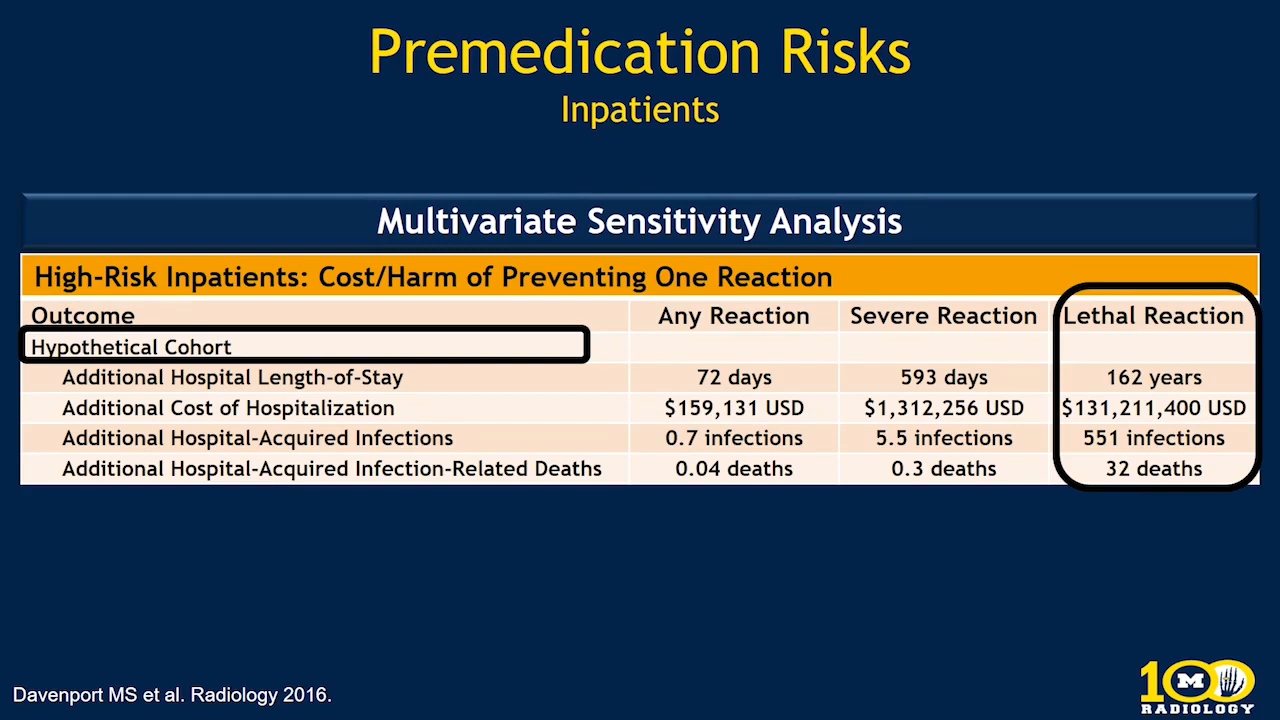 Premedication Risks
Inpatients
Multivariate Sensitivity Analysis
High-Risk Inpatients: Cost/Harm of Preventing One Reaction
Outcome Any Reaction Severe Reaction Lethal Reaction
Hypothetical Cohort
Additional Hospital Length-of-Stay 72 days 593 days 162 years
Additional Cost of Hospitalization $159,131 USD $1,312,256 USD $131,211,400 USD
Additional Hospital-Acquired Infections 0.7 infections 5.5 infections 551 infections
Additional Hospital-Acquired Infection-Related Deaths 0.04 deaths 0.3 deaths 32 deaths
Davenport MS et al. Radiology 2016.
100
M
RADIOLOGY